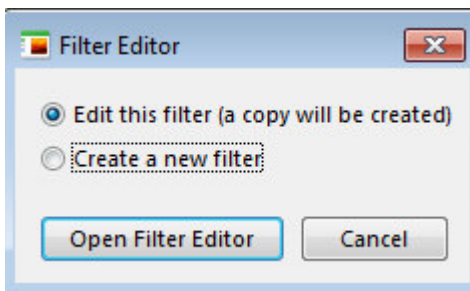 Filter Editor
Edit this filter (a copy will be created)
Create a new filter
Open Filter Editor Cancel